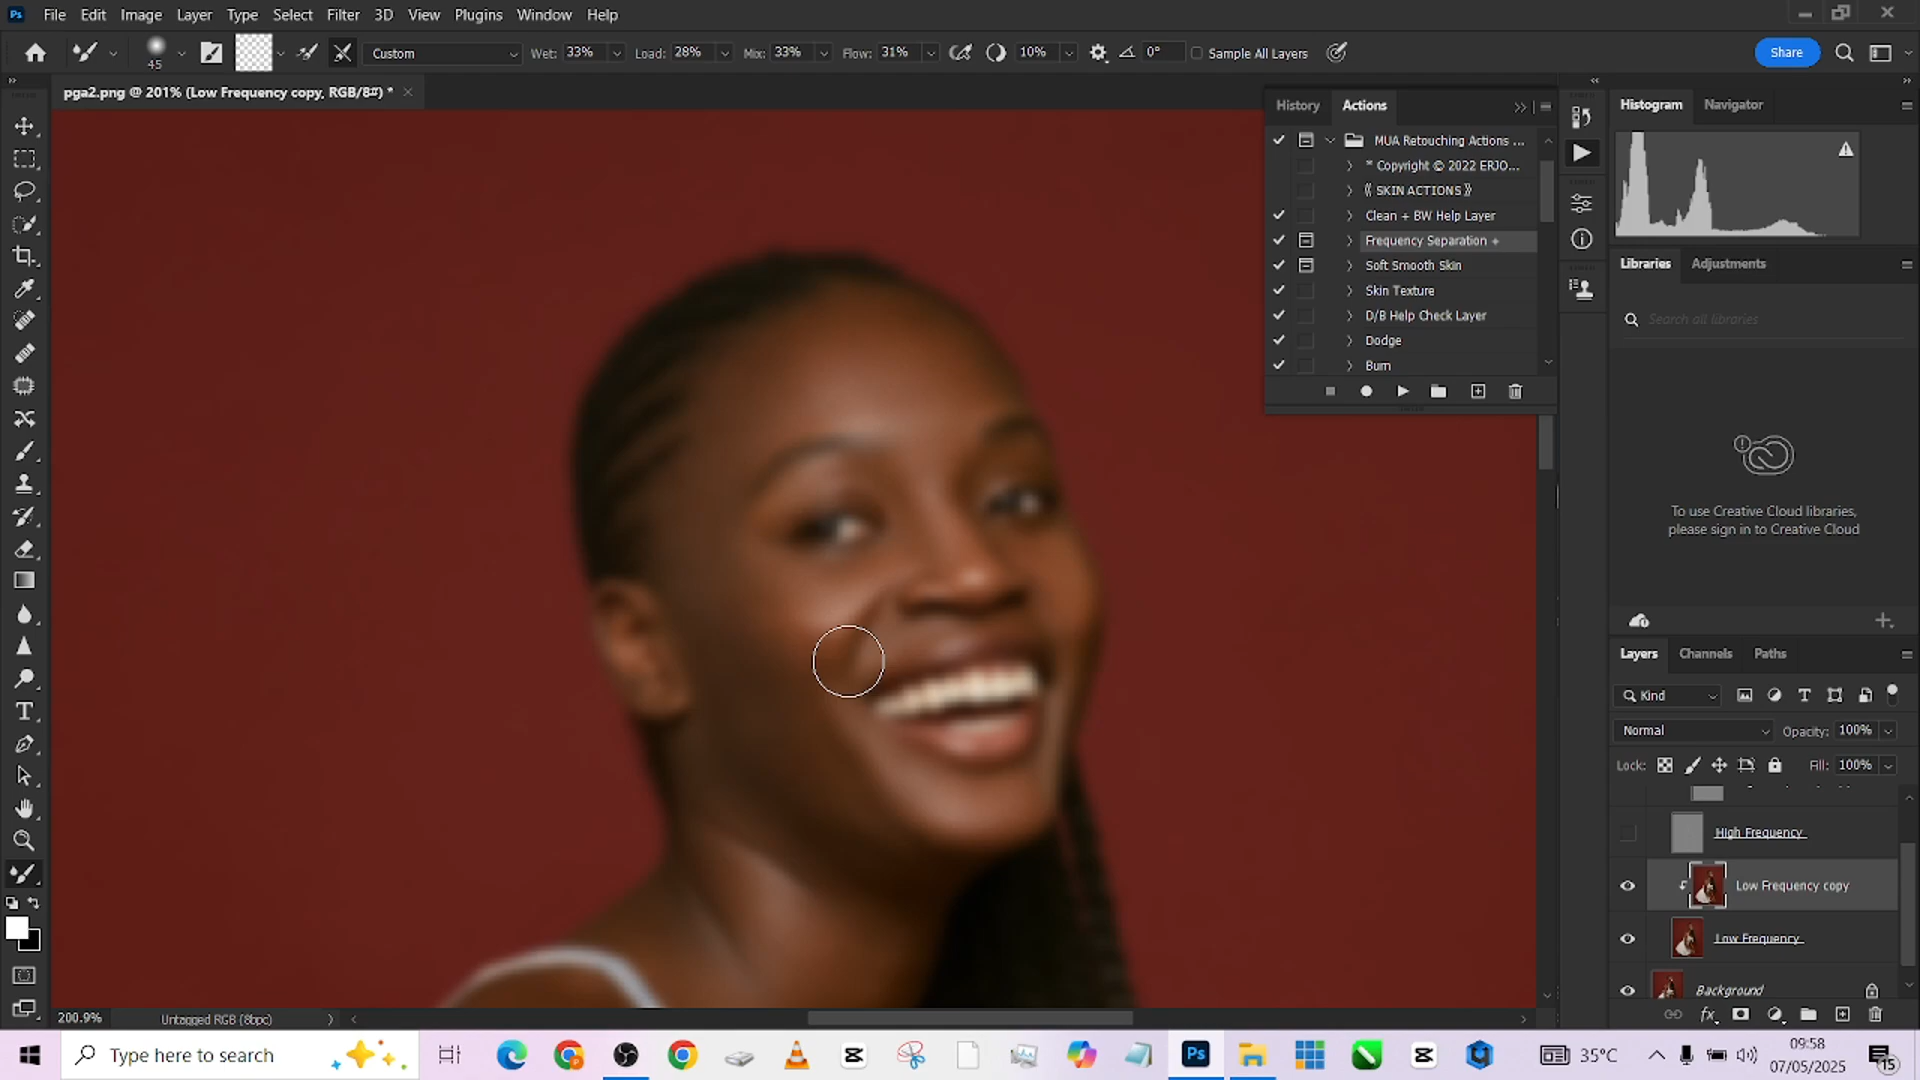 Ps File Edit Image Layer Type Select Filter 3D View Plugins Window Help
45 Custom Wet: 33% Load: 28% Mix: 33% Flow: 31% 10% 0° Sample All Layers Share
pga2.png @ 201% (Low Frequency copy, RGB/8#) *
History Actions
MUA Retouching Actions ...
* Copyright © 2022 ERJO...
⟪ SKIN ACTIONS ⟫
Clean + BW Help Layer
Frequency Separation +
Soft Smooth Skin
Skin Texture
D/B Help Check Layer
Dodge
Burn
Histogram Navigator
Libraries Adjustments
Search all libraries
To use Creative Cloud libraries,
please sign in to Creative Cloud
Layers Channels Paths
Kind
Normal Opacity: 100%
Lock: Fill: 100%
High Frequency
Low Frequency copy
Low Frequency
Background
200.9% Untagged RGB (8bpc)
Type here to search
Ps
35°C
09:58
07/05/2025
15